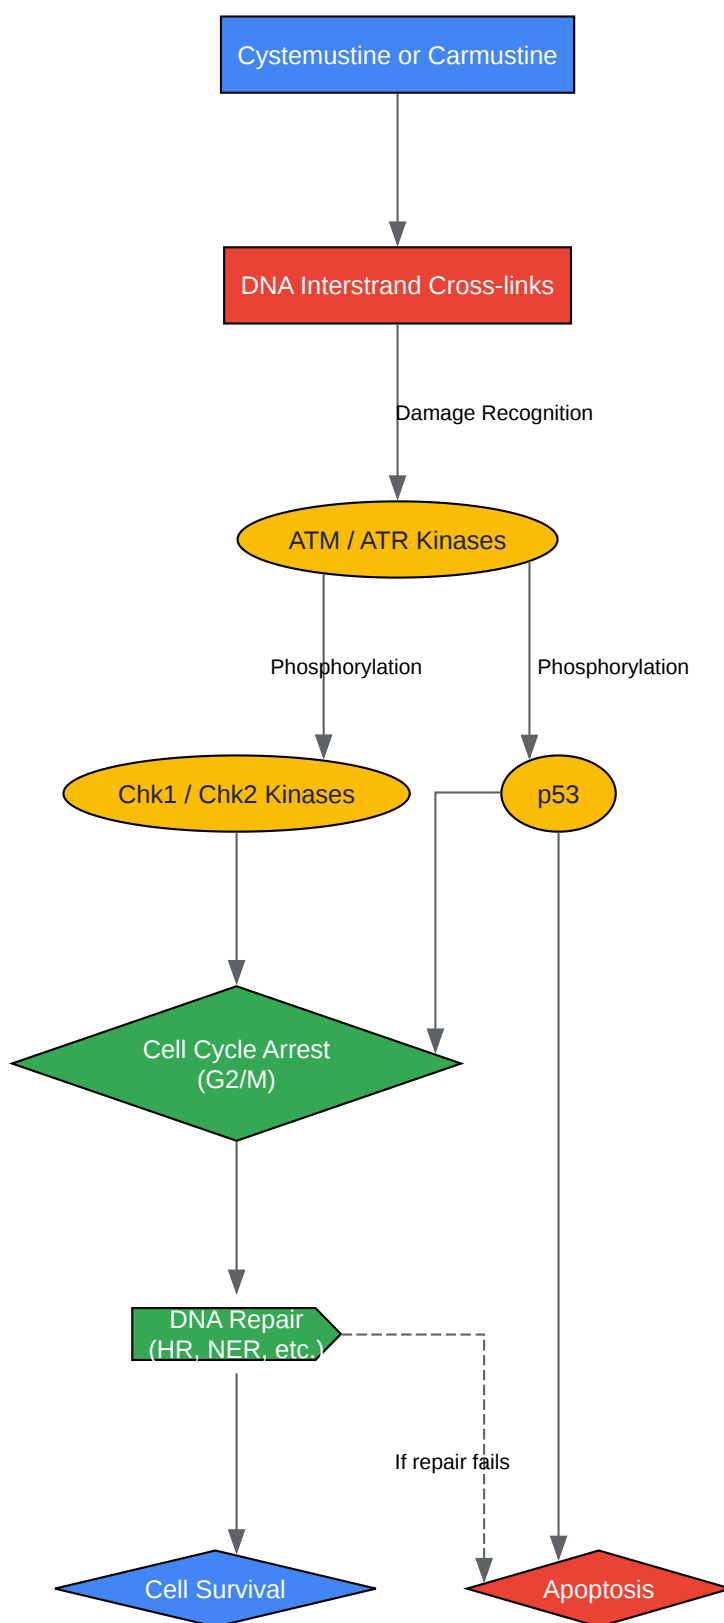 Cystemustine or Carmustine
DNA Interstrand Cross-links
Damage Recognition
ATM / ATR Kinases
Phosphorylation
Phosphorylation
Chk1 / Chk2 Kinases
p53
Cell Cycle Arrest
(G2/M)
DNA Repair
(HR, NER, etc.)
If repair fails
Cell Survival
Apoptosis